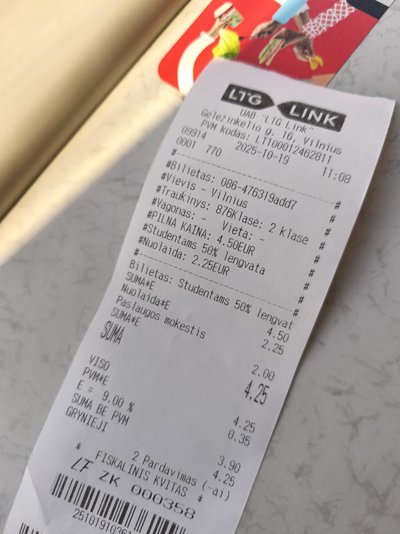 LTG LINK
UAB "LTG Link"
Geležinkelio g. 16, Vilnius
PVM kodas: LT100012462811
09914 2025-10-19 11:08
0001 770
#Bilietas: 086-476319add7 #
#Vievis - Vilnius #
#Traukinys: 876Klasė: 2 klasė #
#Vagonas: - Vieta: - #
#PILNA KAINA: 4.50EUR #
#Studentams 50% lengvata #
#Nuolaida: 2.25EUR #
Bilietas: Studentams 50% lengvat
SUMA*E 4.50
Nuolaida*E 2.25
Paslaugos mokestis
SUMA*E 2.00
SUMA 4.25
VISO 4.25
PVM*E 0.35
E = 9.00 %
SUMA BE PVM 3.90
GRYNIEJI 4.25
2 Pardavimas (-ai)
* FISKALINIS KVITAS *
LF ZK 000358